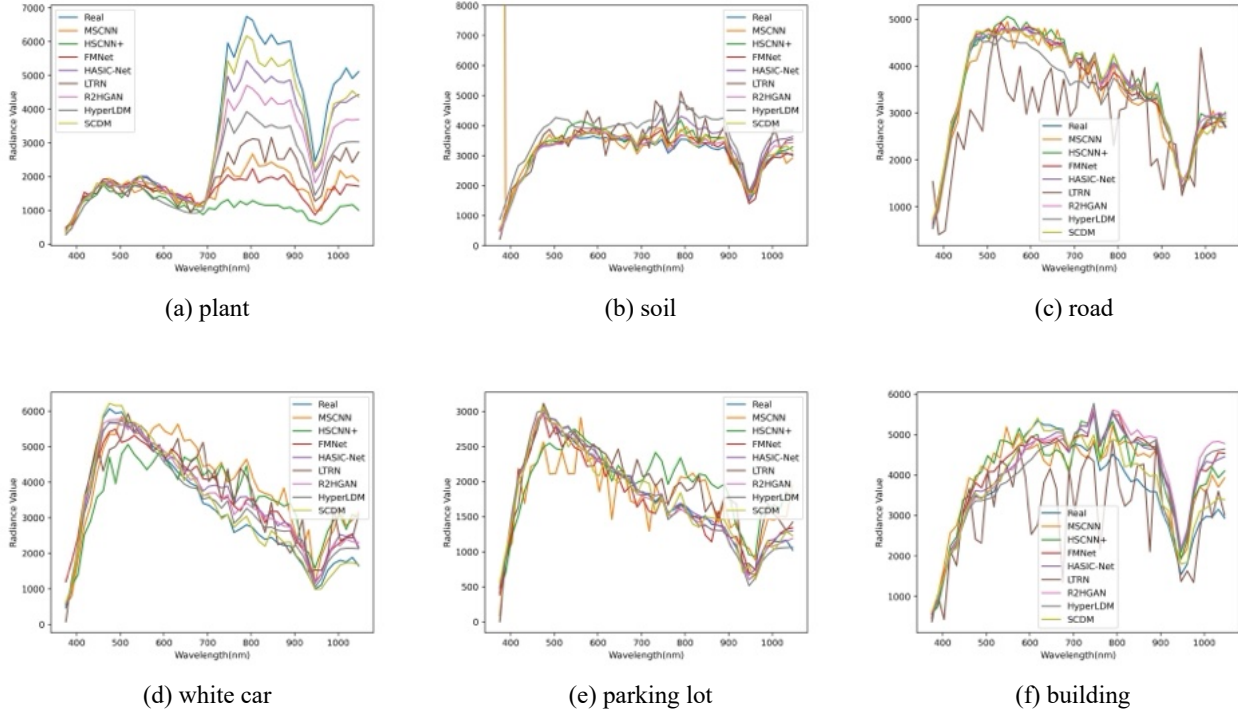 7000
6000
5000
4000
3000
2000
1000
0
Radiance Value
Real
MSCNN
HSCNN+
FMNet
HASIC-Net
LTRN
R2HGAN
HyperLDM
SCDM
400 500 600 700 800 900 1000
Wavelength(nm)
(a) plant
8000
7000
6000
5000
4000
3000
2000
1000
0
Radiance Value
Real
MSCNN
HSCNN+
FMNet
HASIC-Net
LTRN
R2HGAN
HyperLDM
SCDM
400 500 600 700 800 900 1000
Wavelength(nm)
(b) soil
5000
4000
3000
2000
1000
Radiance Value
Real
MSCNN
HSCNN+
FMNet
HASIC-Net
LTRN
R2HGAN
HyperLDM
SCDM
400 500 600 700 800 900 1000
Wavelength(nm)
(c) road
6000
5000
4000
3000
2000
1000
0
Radiance Value
Real
MSCNN
HSCNN+
FMNet
HASIC-Net
LTRN
R2HGAN
HyperLDM
SCDM
400 500 600 700 800 900 1000
Wavelength(nm)
(d) white car
3000
2500
2000
1500
1000
500
0
Radiance Value
Real
MSCNN
HSCNN+
FMNet
HASIC-Net
LTRN
R2HGAN
HyperLDM
SCDM
400 500 600 700 800 900 1000
Wavelength(nm)
(e) parking lot
6000
5000
4000
3000
2000
1000
Radiance Value
Real
MSCNN
HSCNN+
FMNet
HASIC-Net
LTRN
R2HGAN
HyperLDM
SCDM
400 500 600 700 800 900 1000
Wavelength(nm)
(f) building